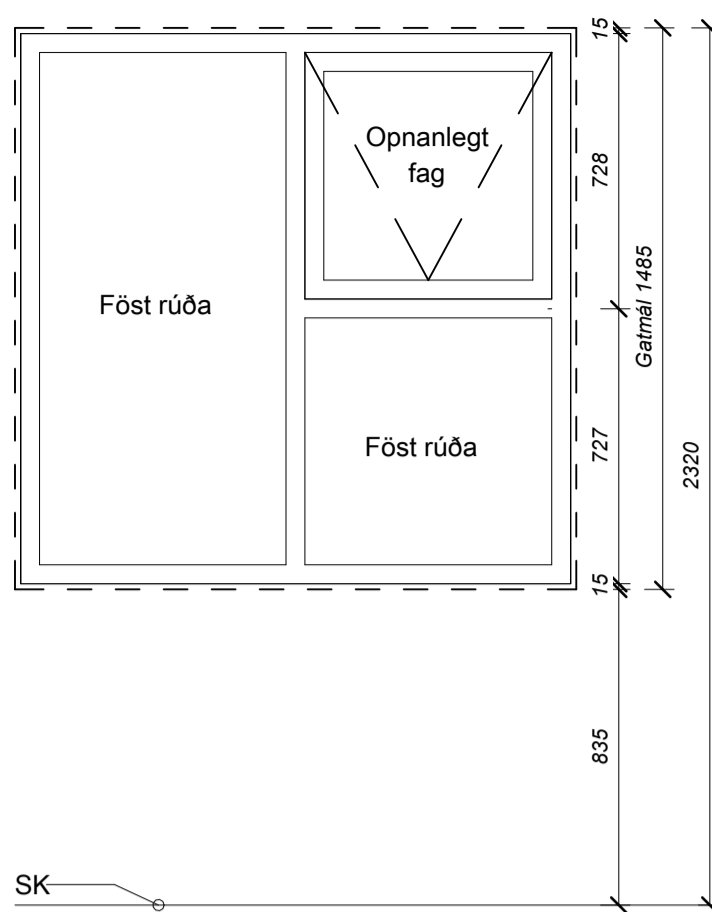 15
Opnanlegt
fag
728
Gatmál 1485
Föst rúða
Föst rúða
727
2320
15
835
SK